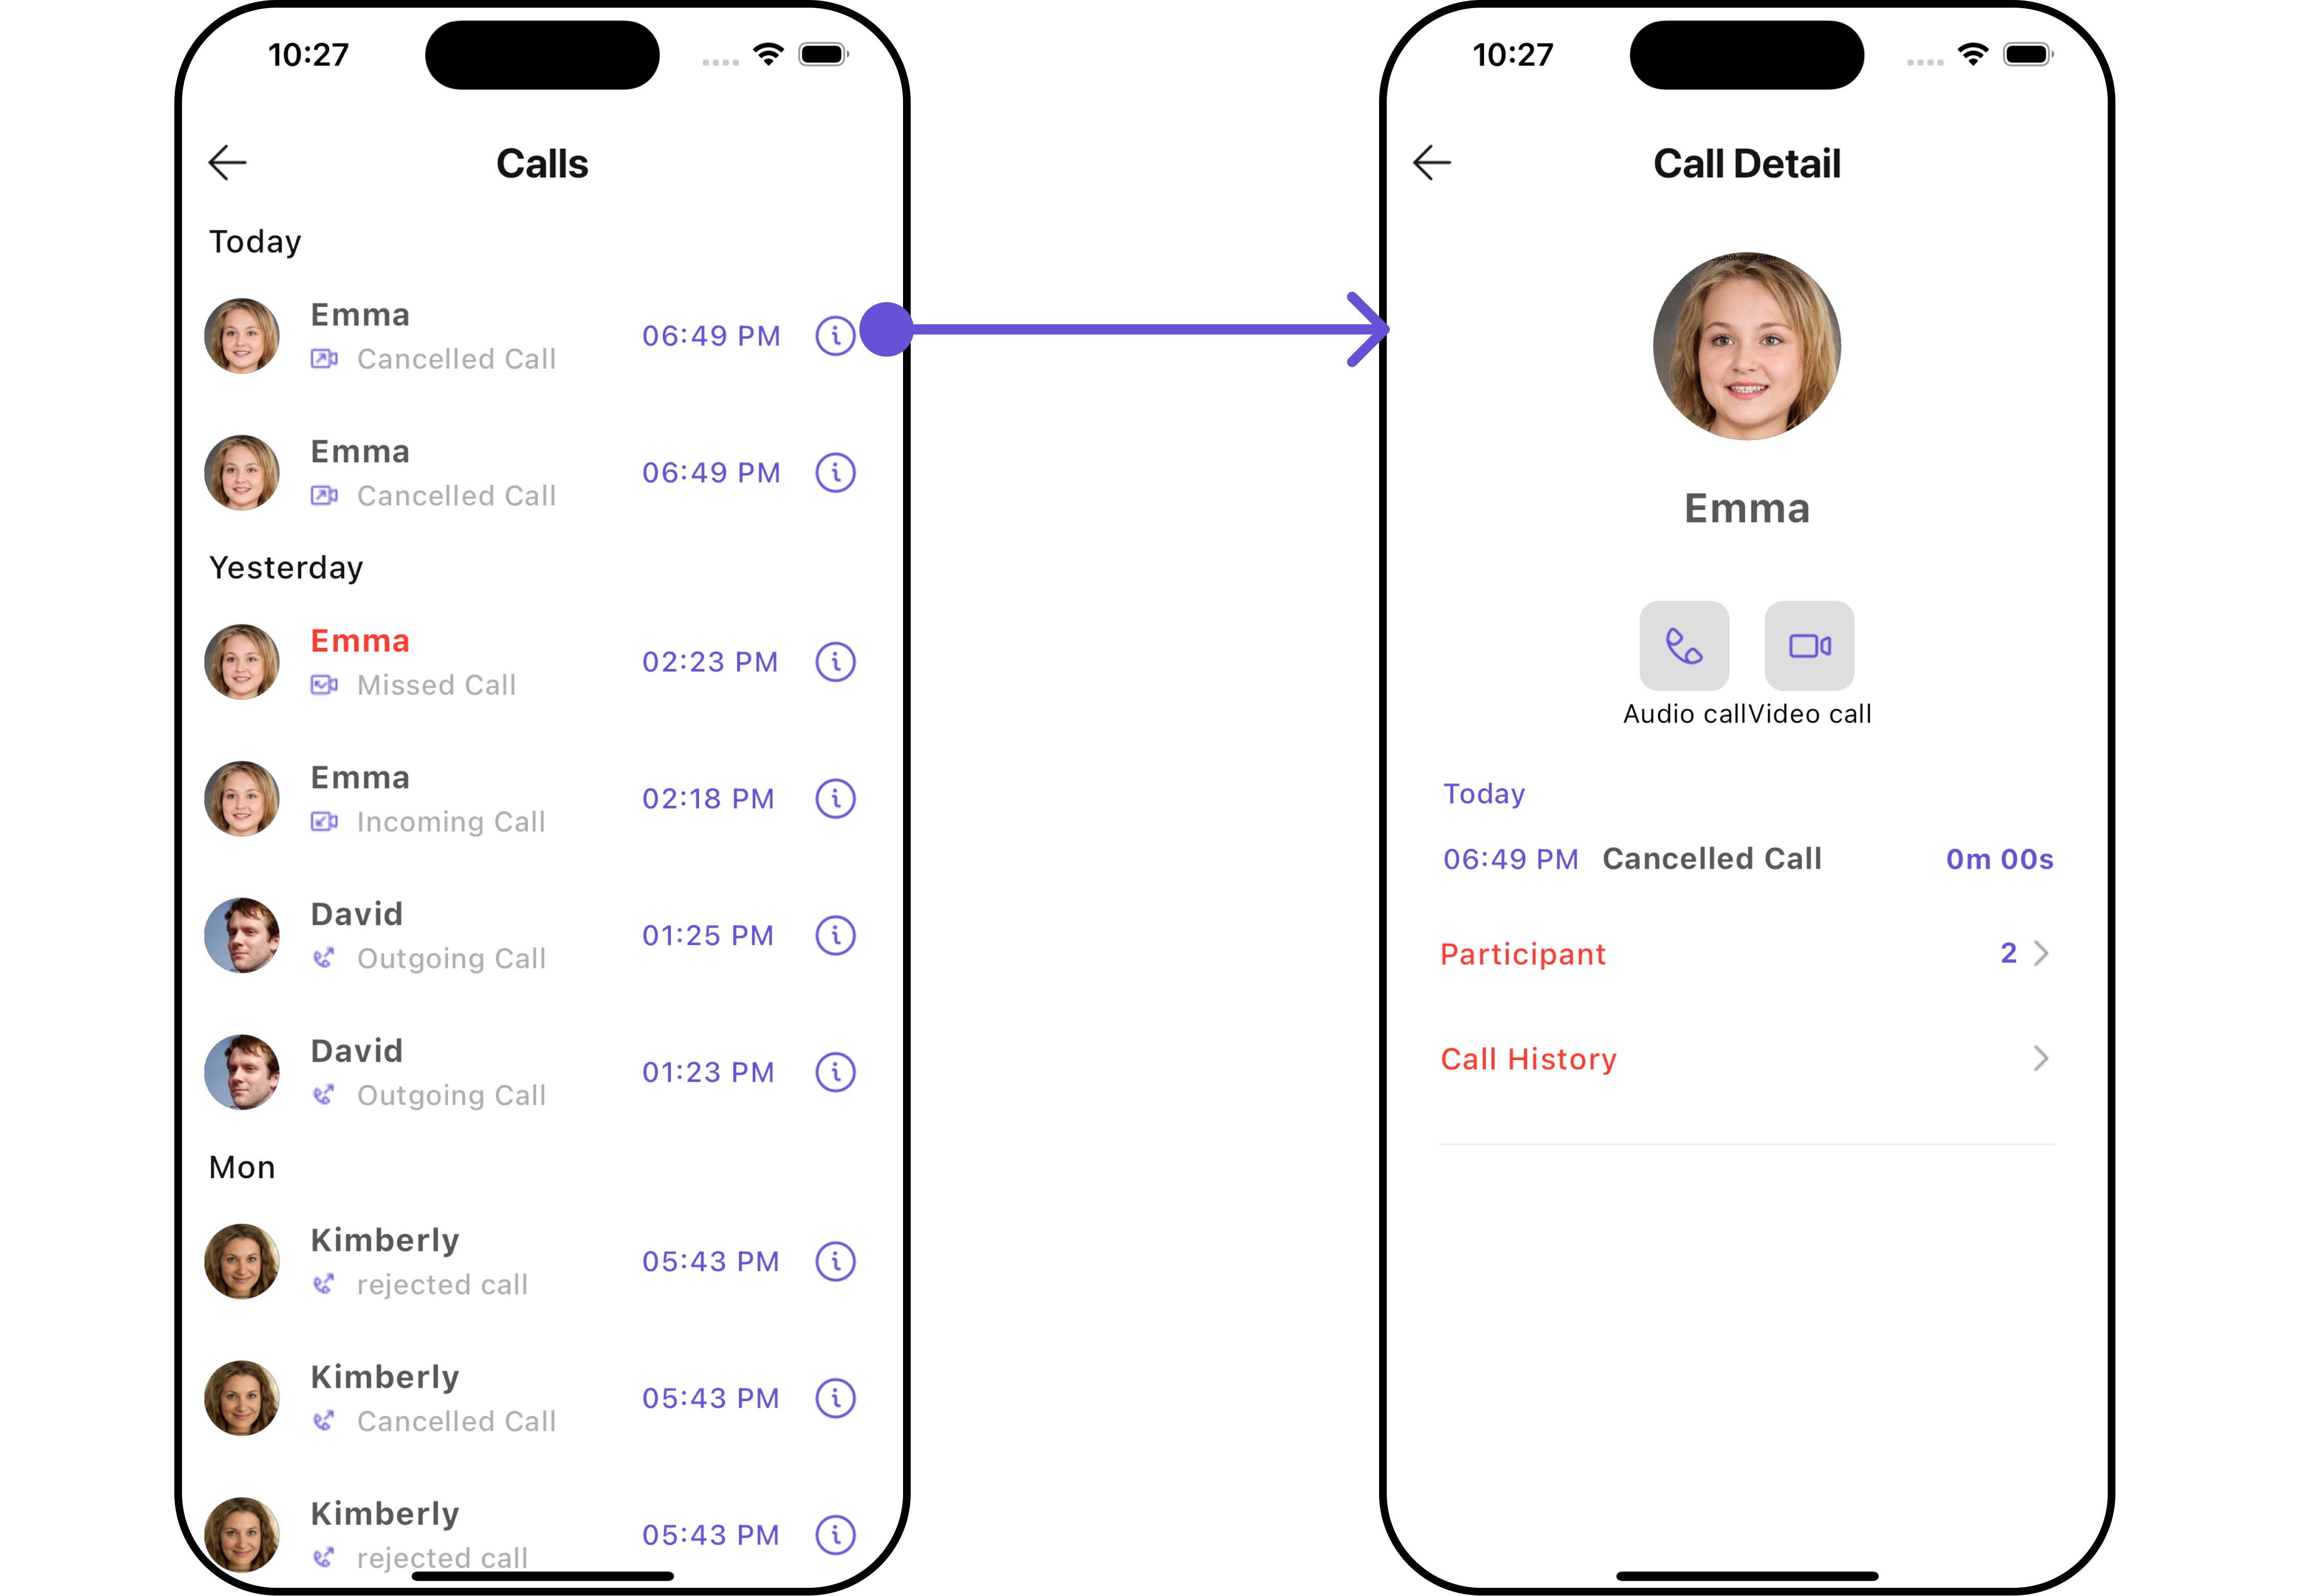 10:27
Calls
Today
Emma
Cancelled Call
06:49 PM
Emma
Cancelled Call
06:49 PM
Yesterday
Emma
Missed Call
02:23 PM
Emma
Incoming Call
02:18 PM
David
Outgoing Call
01:25 PM
David
Outgoing Call
01:23 PM
Mon
Kimberly
rejected call
05:43 PM
Kimberly
Cancelled Call
05:43 PM
Kimberly
rejected call
05:43 PM
10:27
Call Detail
Emma
Audio call
Video call
Today
06:49 PM Cancelled Call 0m 00s
Participant 2
Call History